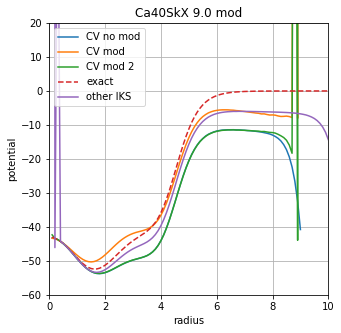 Ca40SkX 9.0 mod
20
10
0
−10
−20
−30
−40
−50
−60
potential
CV no mod
CV mod
CV mod 2
exact
other IKS
0 2 4 6 8 10
radius